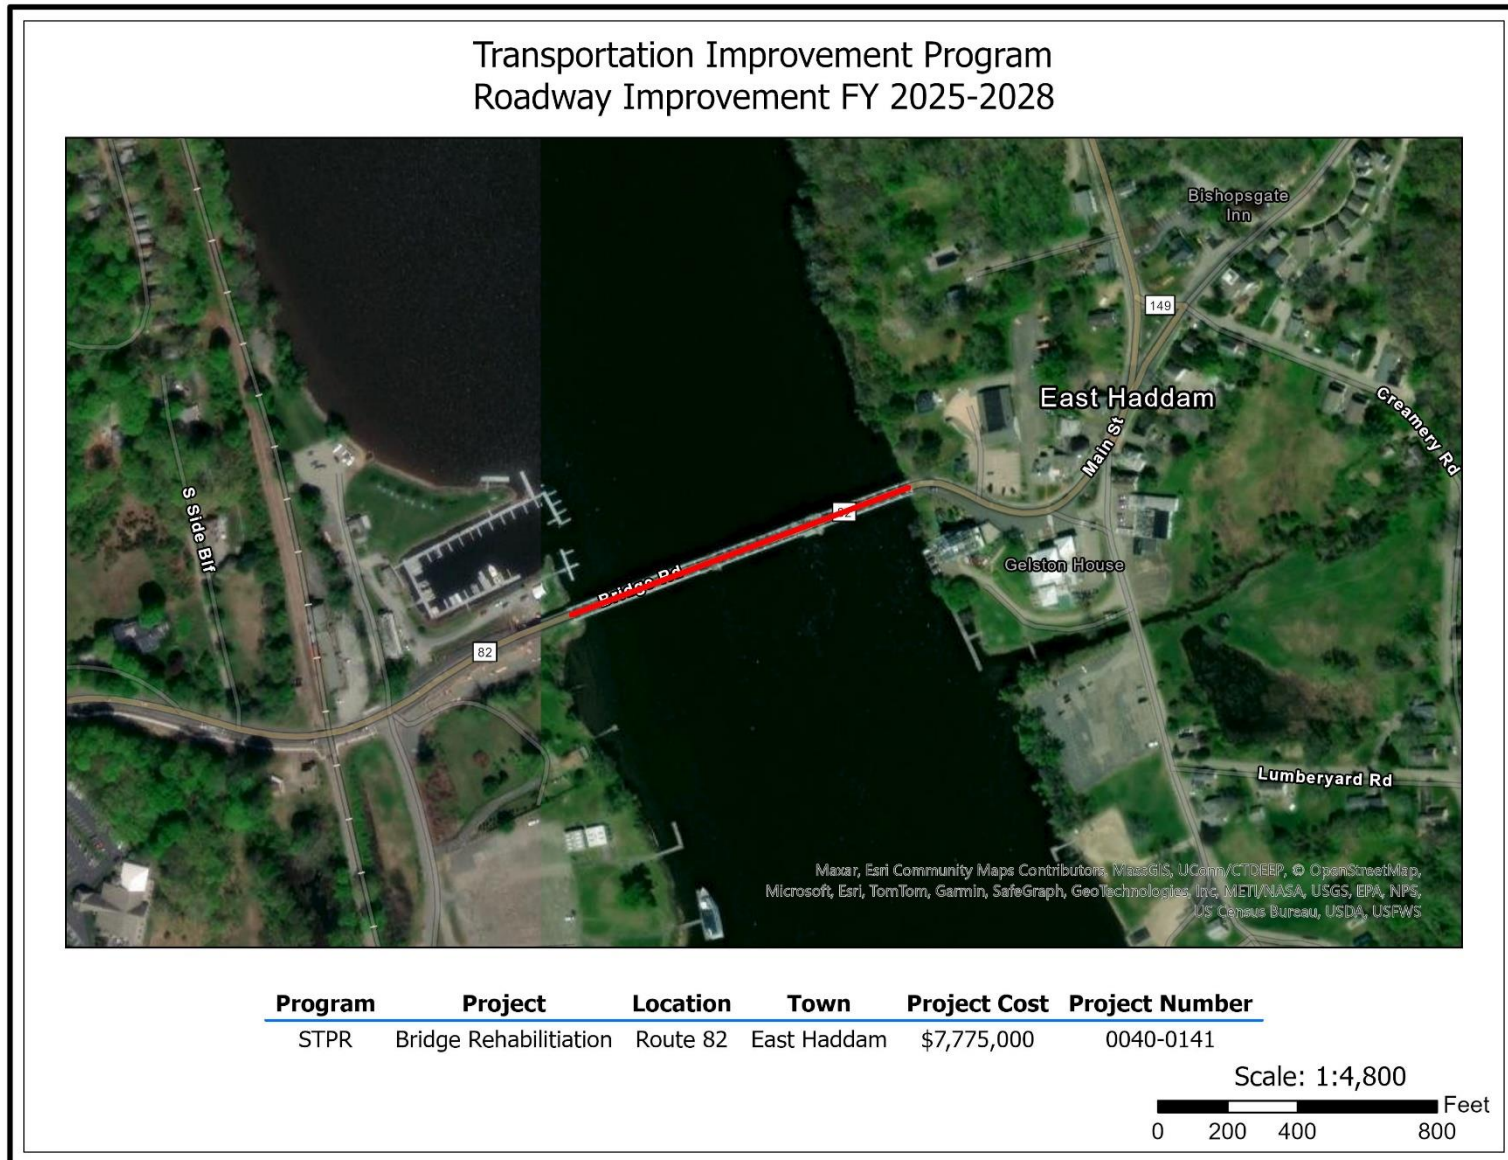 Transportation Improvement Program
Roadway Improvement FY 2025-2028
Bishopsgate
Inn
149
East Haddam
Creamery Rd
Main St
S Side Blf
82
Bridge Rd
Gelston House
82
Lumberyard Rd
Maxar, Esri Community Maps Contributors, MassGIS, UConn/CTDEEP, © OpenStreetMap,
Microsoft, Esri, TomTom, Garmin, SafeGraph, GeoTechnologies, Inc, METI/NASA, USGS, EPA, NPS,
US Census Bureau, USDA, USFWS
Program Project Location Town Project Cost Project Number
STPR Bridge Rehabilitiation Route 82 East Haddam $7,775,000 0040-0141
Scale: 1:4,800
Feet
0 200 400 800